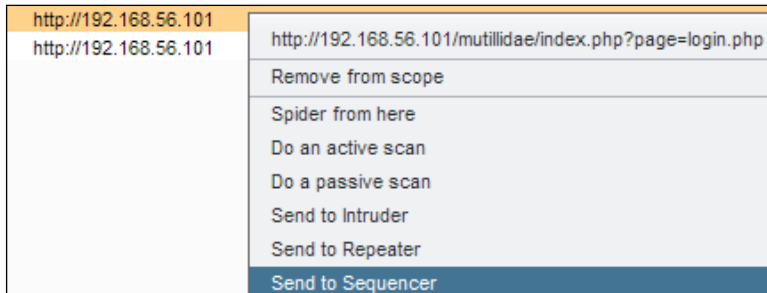 http://192.168.56.101
http://192.168.56.101
http://192.168.56.101/mutillidae/index.php?page=login.php
Remove from scope
Spider from here
Do an active scan
Do a passive scan
Send to Intruder
Send to Repeater
Send to Sequencer